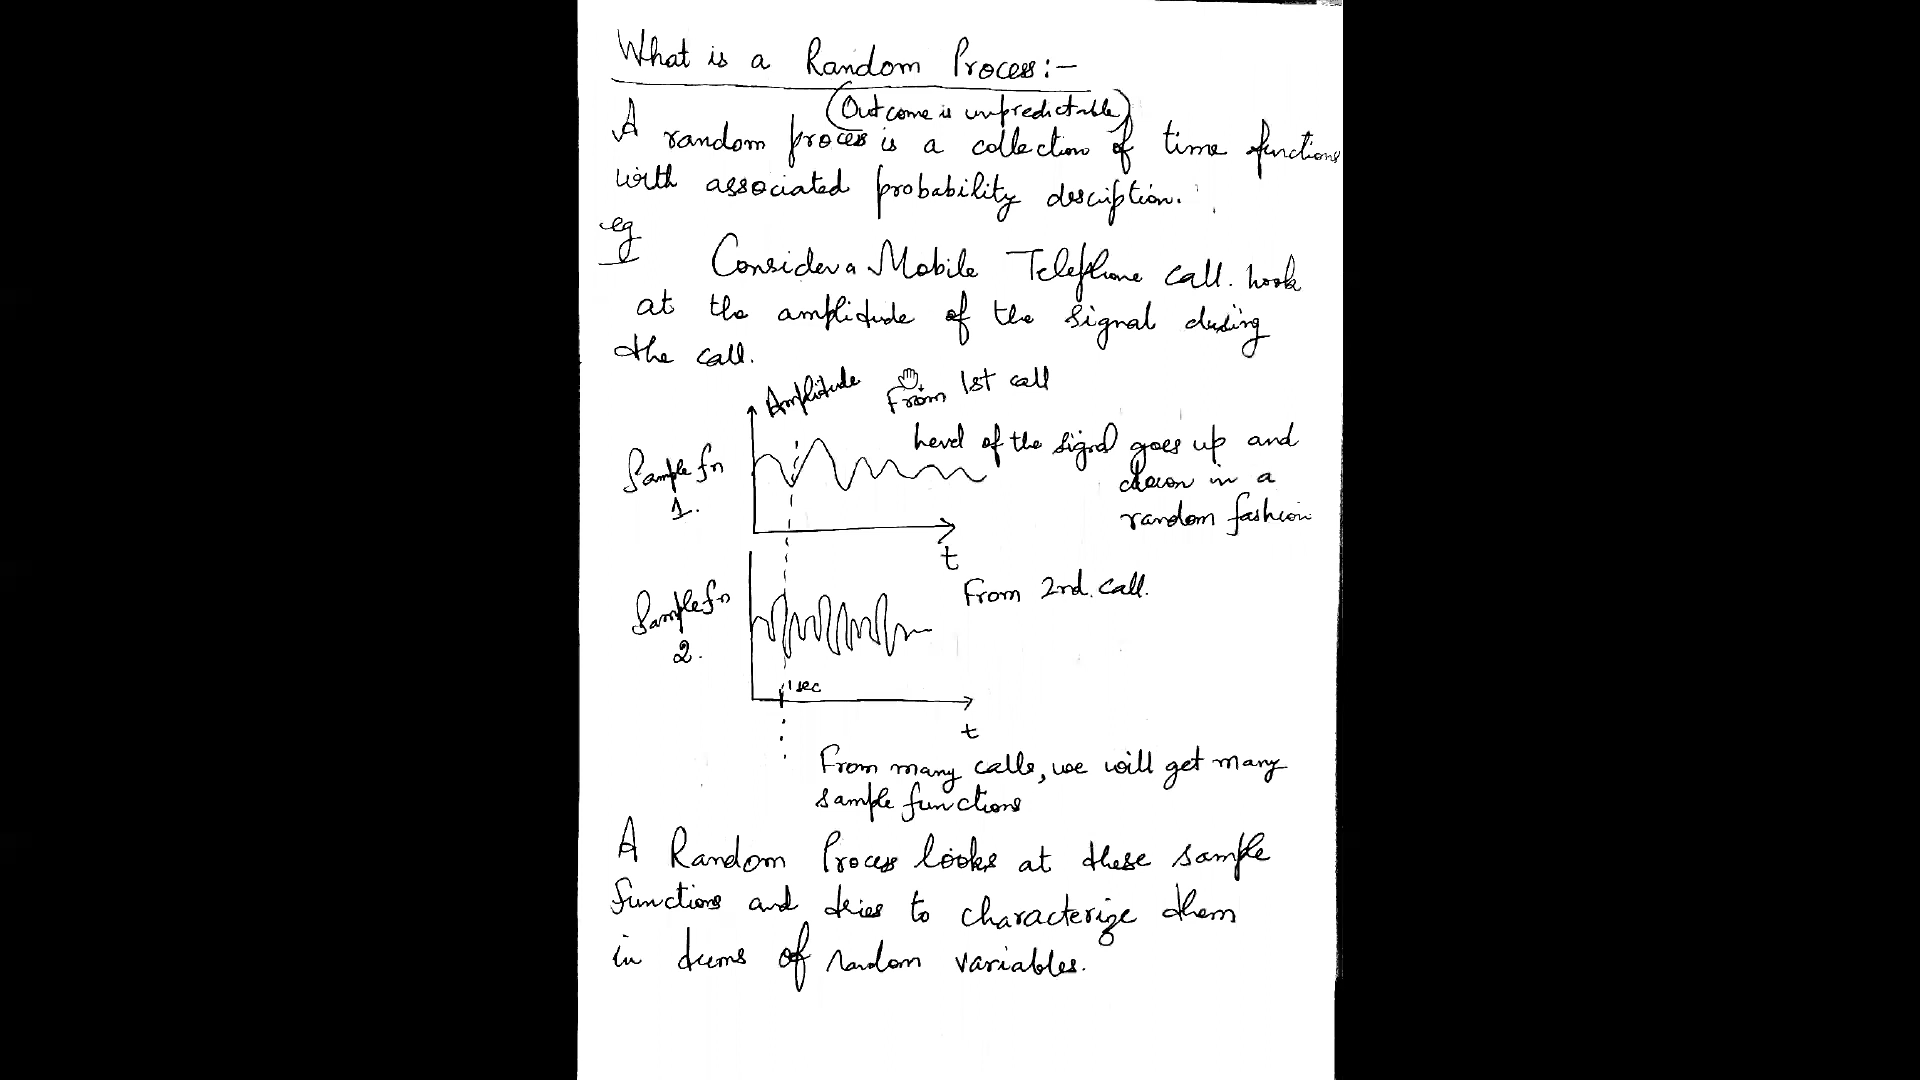 What is a Random Process:-
(Outcome is unpredictable)
A random process is a collection of time functions
with associated probability description.
eg
Consider a Mobile Telephone call. Look
at the amplitude of the signal during
the call.
Amplitude
From 1st call
Level of the signal goes up and
down in a
random fashion
Sample fn
1.
t
From 2nd. call.
Sample fn
2.
1 sec
t
From many calls, we will get many
sample functions
A Random Process looks at these sample
functions and tries to characterize them
in terms of random variables.